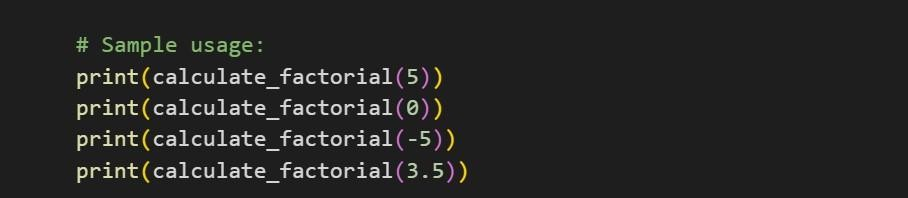 # Sample usage:
print(calculate_factorial(5))
print(calculate_factorial(0))
print(calculate_factorial(-5))
print(calculate_factorial(3.5))